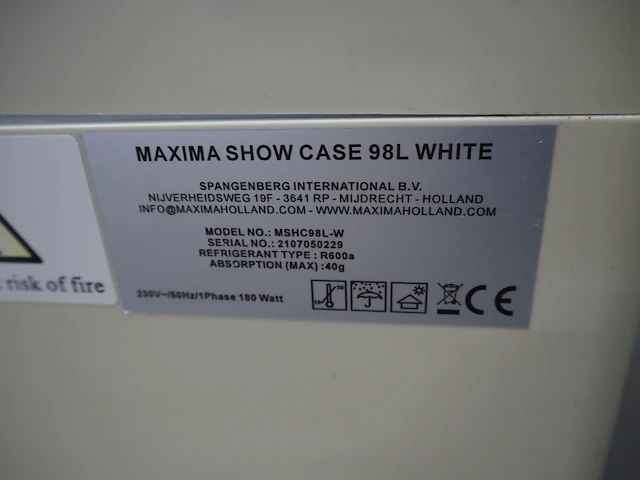 MAXIMA SHOW CASE 98L WHITE
SPANGENBERG INTERNATIONAL B.V.
NIJVERHEIDSWEG 19F - 3641 RP - MIJDRECHT - HOLLAND
INFO@MAXIMAHOLLAND.COM - WWW.MAXIMAHOLLAND.COM
MODEL NO.: MSHC98L-W
SERIAL NO.: 2107050229
REFRIGERANT TYPE : R600a
ABSORPTION (MAX) : 40g
230V~/50Hz/1Phase 180 Watt
CE
risk of fire